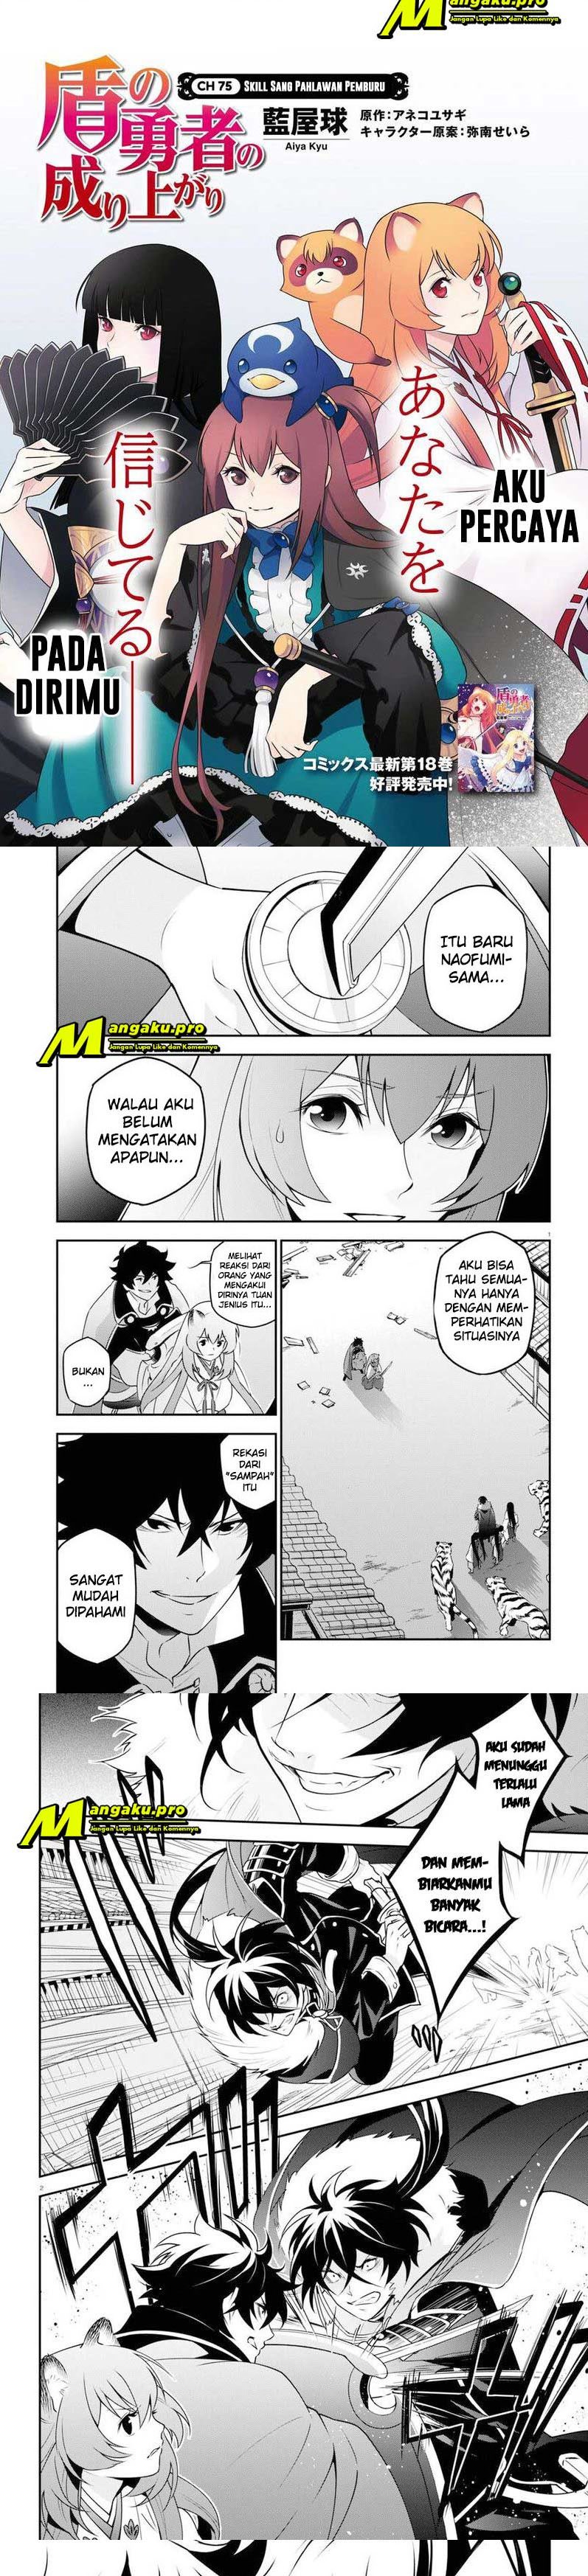 Mangaku.pro
Jangan Lupa Like dan Komennya
盾の勇者の
成り上がり
CH 75 SKILL SANG PAHLAWAN PEMBURU
藍屋球
Aiya Kyu
原作:アネコユサギ
キャラクター原案:弥南せいら
あなたを
信じてる——
AKU
PERCAYA
PADA
DIRIMU
コミックス最新第18巻
好評発売中!
ITU BARU
NAOFUMI-
SAMA...
Mangaku.pro
Jangan Lupa Like dan Komennya
WALAU AKU
BELUM
MENGATAKAN
APAPUN...
AKU BISA
TAHU SEMUA-
NYA HANYA
DENGAN MEM-
PERHATIKAN
SITUASINYA
MELIHAT
REAKSI DARI
ORANG YANG
MENGAKUI
DIRINYA TUAN
JENIUS ITU...
BUKAN
...
REKASI
DARI
"SAMPAH"
ITU
SANGAT
MUDAH
DIPAHAMI
AKU SUDAH
MENUNGGU
TERLALU
LAMA
Mangaku.pro
Jangan Lupa Like dan Komennya
DAN MEM-
BIARKANMU
BANYAK
BICARA...!